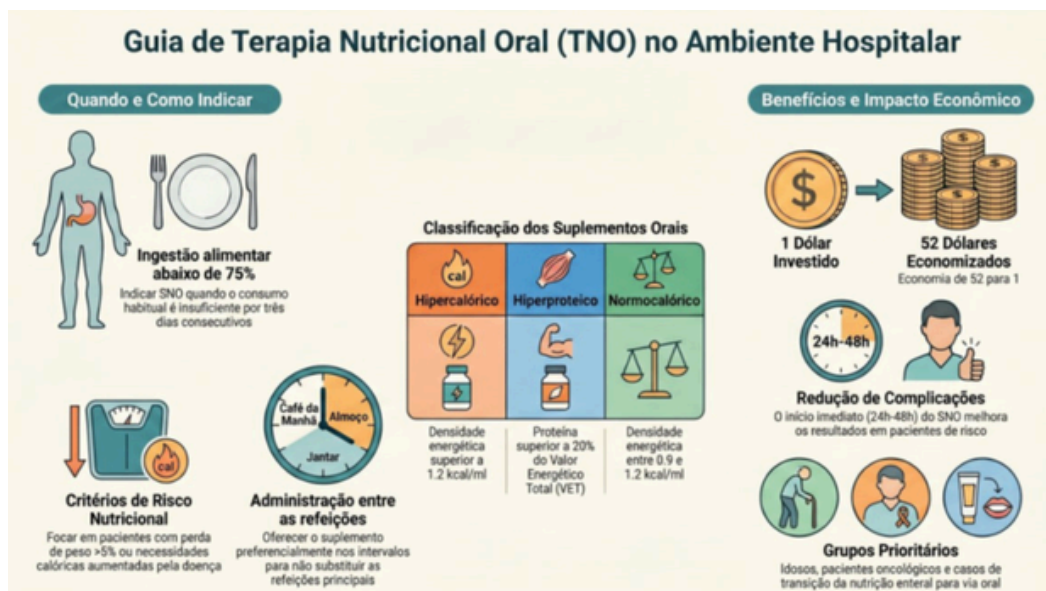 Guia de Terapia Nutricional Oral (TNO) no Ambiente Hospitalar
Quando e Como Indicar
Ingestão alimentar
abaixo de 75%
Indicar SNO quando o consumo
habitual é insuficiente por três
dias consecutivos
cal
Critérios de Risco
Nutricional
Focar em pacientes com perda
de peso >5% ou necessidades
calóricas aumentadas pela doença
Café da
Manhã
Almoço
Jantar
Administração entre
as refeições
Oferecer o suplemento
preferencialmente nos intervalos
para não substituir as
refeições principais
Classificação dos Suplementos Orais
cal
Hipercalórico
Hiperproteico
Normocalórico
Densidade
energética
superior a
1.2 kcal/ml
Proteína
superior a 20%
do Valor
Energético
Total (VET)
Densidade
energética
entre 0.9 e
1.2 kcal/ml
Benefícios e Impacto Econômico
$
$
$
$
$
1 Dólar
Investido
52 Dólares
Economizados
Economia de 52 para 1
24h-48h
Redução de Complicações
O início imediato (24h-48h) do SNO melhora
os resultados em pacientes de risco
Grupos Prioritários
Idosos, pacientes oncológicos e casos de
transição da nutrição enteral para via oral